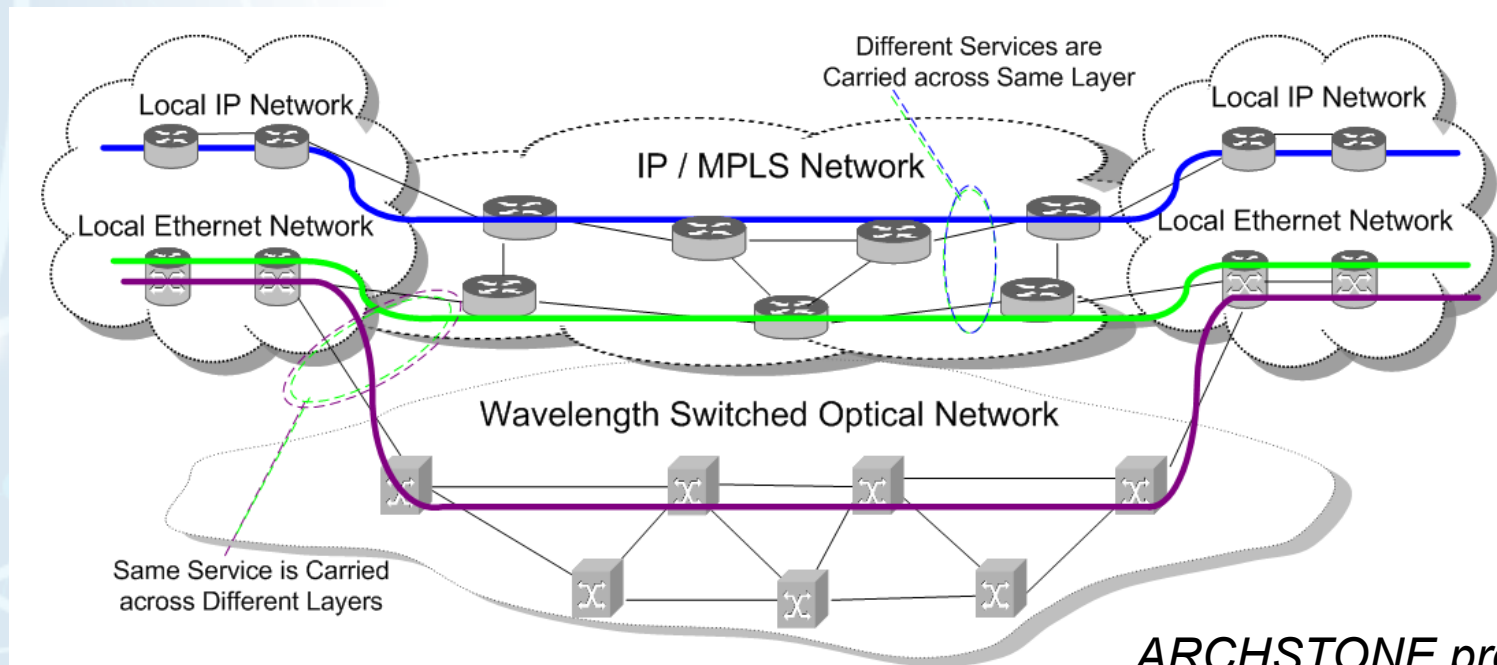 Different Services are
Carried across Same Layer
Local IP Network
Local IP Network
IP / MPLS Network
Local Ethernet Network
Local Ethernet Network
Wavelength Switched Optical Network
Same Service is Carried
across Different Layers
ARCHSTONE